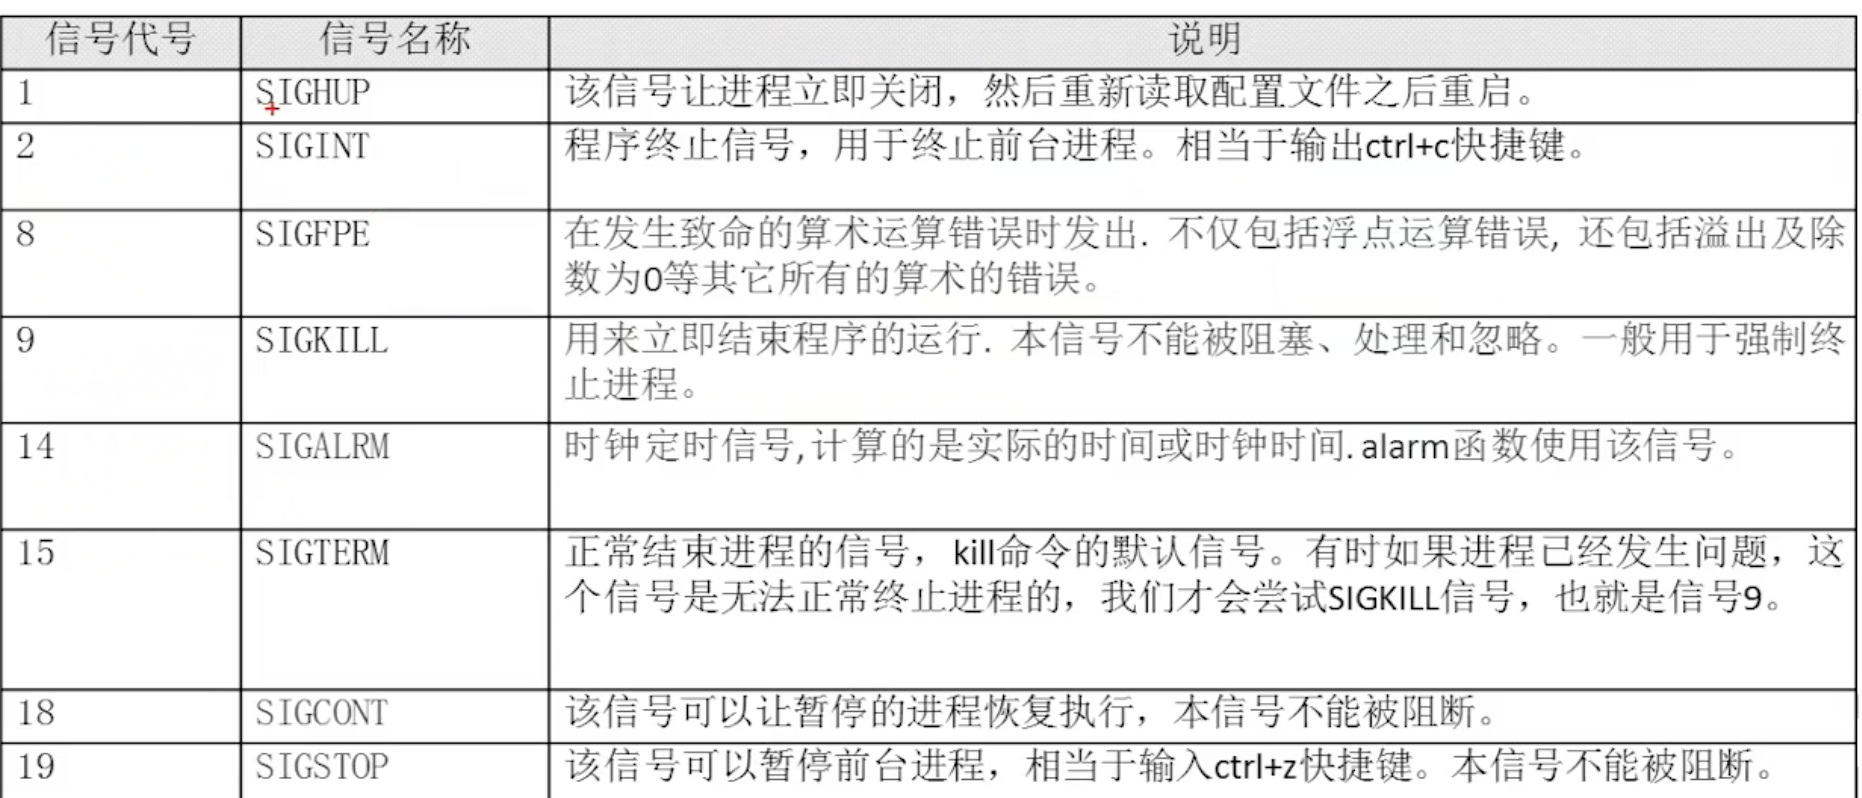 信号代号 信号名称 说明
1 SIGHUP 该信号让进程立即关闭，然后重新读取配置文件之后重启。
2 SIGINT 程序终止信号，用于终止前台进程。相当于输出ctrl+c快捷键。
8 SIGFPE 在发生致命的算术运算错误时发出. 不仅包括浮点运算错误, 还包括溢出及除
数为0等其它所有的算术的错误。
9 SIGKILL 用来立即结束程序的运行. 本信号不能被阻塞、处理和忽略。一般用于强制终
止进程。
14 SIGALRM 时钟定时信号,计算的是实际的时间或时钟时间. alarm函数使用该信号。
15 SIGTERM 正常结束进程的信号，kill命令的默认信号。有时如果进程已经发生问题，这
个信号是无法正常终止进程的，我们才会尝试SIGKILL信号，也就是信号9。
18 SIGCONT 该信号可以让暂停的进程恢复执行，本信号不能被阻断。
19 SIGSTOP 该信号可以暂停前台进程，相当于输入ctrl+z快捷键。本信号不能被阻断。